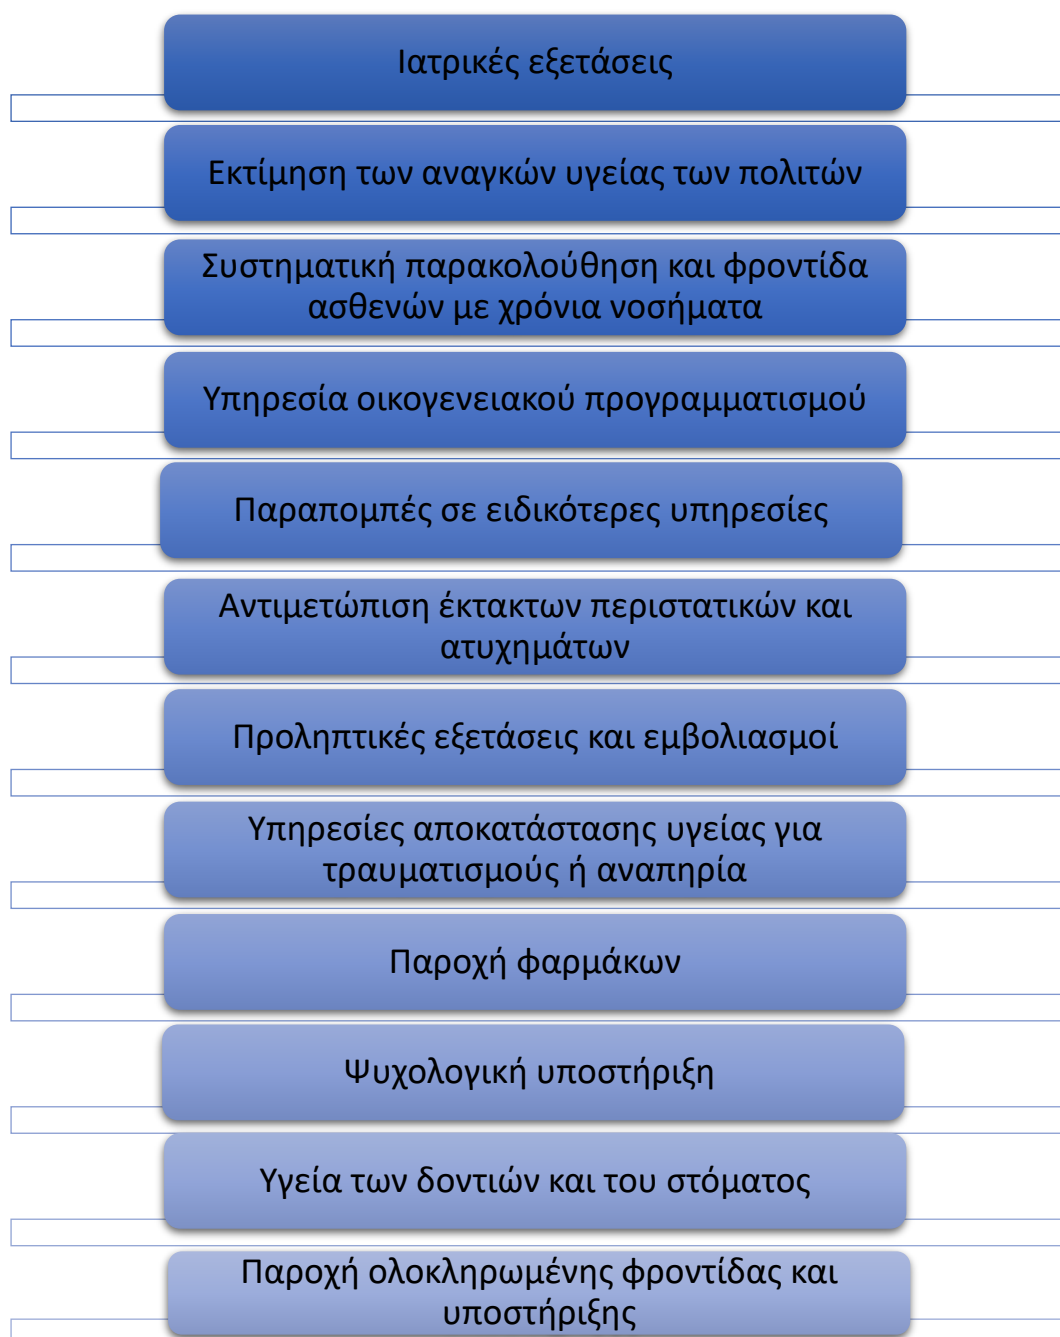 Ιατρικές εξετάσεις
Εκτίμηση των αναγκών υγείας των πολιτών
Συστηματική παρακολούθηση και φροντίδα
ασθενών με χρόνια νοσήματα
Υπηρεσία οικογενειακού προγραμματισμού
Παραπομπές σε ειδικότερες υπηρεσίες
Αντιμετώπιση έκτακτων περιστατικών και
ατυχημάτων
Προληπτικές εξετάσεις και εμβολιασμοί
Υπηρεσίες αποκατάστασης υγείας για
τραυματισμούς ή αναπηρία
Παροχή φαρμάκων
Ψυχολογική υποστήριξη
Υγεία των δοντιών και του στόματος
Παροχή ολοκληρωμένης φροντίδας και
υποστήριξης